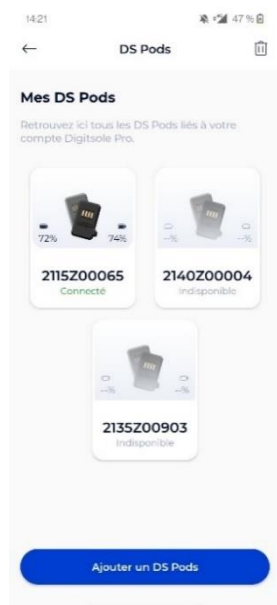 14:21
47 %
DS Pods
Mes DS Pods
Retrouvez ici tous les DS Pods liés à votre
compte Digitsole Pro.
72% 74%
--% --%
2115Z00065 2140Z00004
Connecté Indisponible
--% --%
2135Z00903
Indisponible
Ajouter un DS Pods